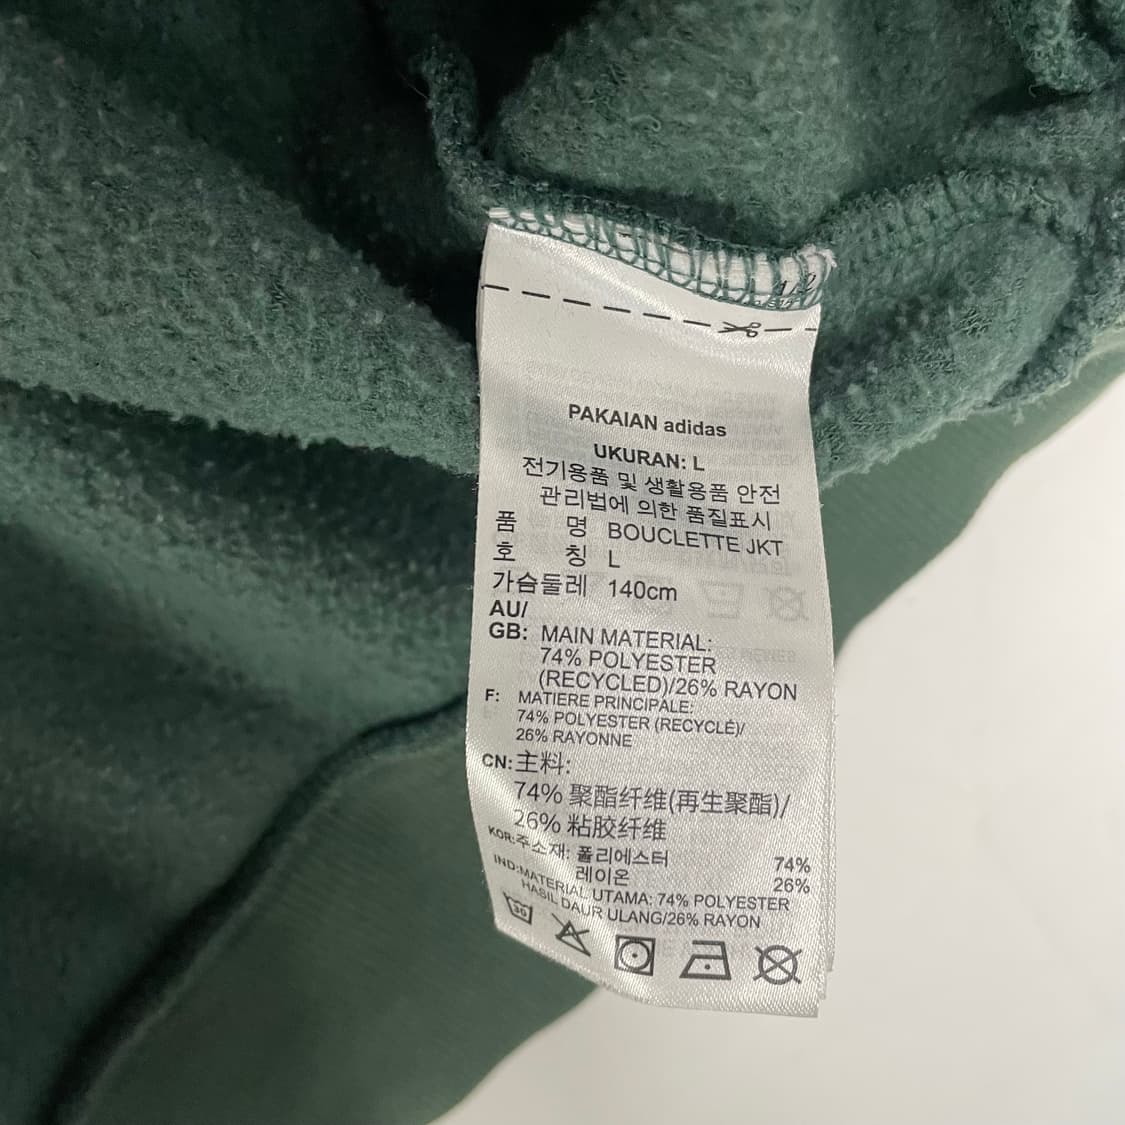 PAKAIAN adidas
UKURAN: L
전기용품 및 생활용품 안전
관리법에 의한 품질표시
품 명 BOUCLETTE JKT
호 칭 L
가슴둘레 140cm
AU/
GB: MAIN MATERIAL:
74% POLYESTER
(RECYCLED)/26% RAYON
F: MATIERE PRINCIPALE:
74% POLYESTER (RECYCLÉ)/
26% RAYONNE
CN:主料:
74% 聚酯纤维(再生聚酯)/
26% 粘胶纤维
KOR:주소재: 폴리에스터 74%
레이온 26%
IND:MATERIAL UTAMA: 74% POLYESTER
HASIL DAUR ULANG/26% RAYON
30